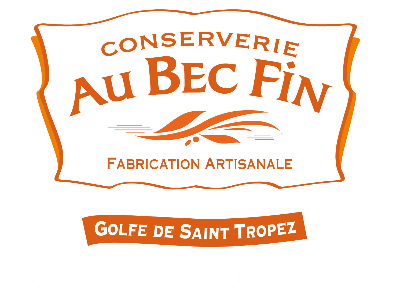 CONSERVERIE
AU BEC FIN
FABRICATION ARTISANALE
GOLFE DE SAINT TROPEZ